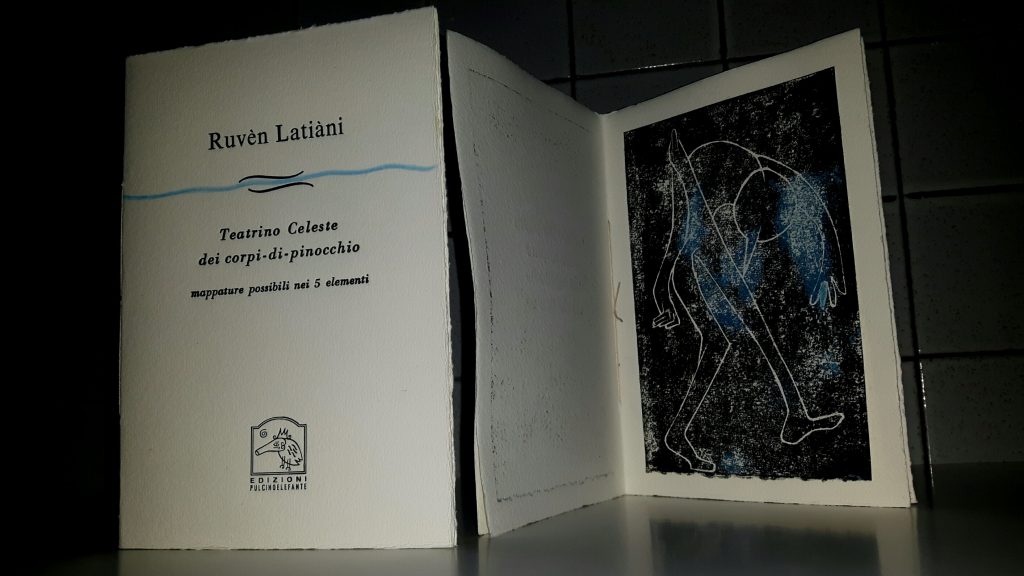 Ruvèn Latiàni
Teatrino Celeste
dei corpi-di-pinocchio
mappature possibili nei 5 elementi
EDIZIONI
PULCINOELEFANTE